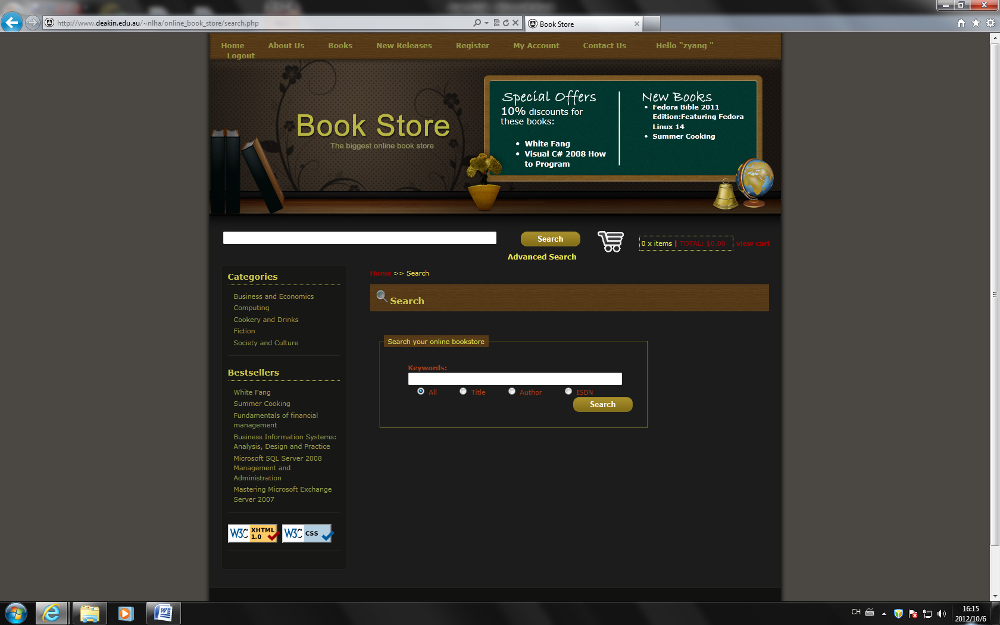 http://www.deakin.edu.au/~nlha/online_book_store/search.php
Book Store
Home About Us Books New Releases Register My Account Contact Us Hello "zyang "
Logout
Book Store
The biggest online book store
Special Offers
10% discounts for
these books:
• White Fang
• Visual C# 2008 How
to Program
New Books
• Fedora Bible 2011
Edition:Featuring Fedora
Linux 14
• Summer Cooking
Search
Advanced Search
0 x items | TOTAL: $0.00 view cart
Categories
Business and Economics
Computing
Cookery and Drinks
Fiction
Society and Culture
Bestsellers
White Fang
Summer Cooking
Fundamentals of financial
management
Business Information Systems:
Analysis, Design and Practice
Microsoft SQL Server 2008
Management and
Administration
Mastering Microsoft Exchange
Server 2007
W3C XHTML
1.0
W3C CSS
Home >> Search
Search
Search your online bookstore
Keywords:
All Title Author ISBN
Search
CH
16:15
2012/10/6